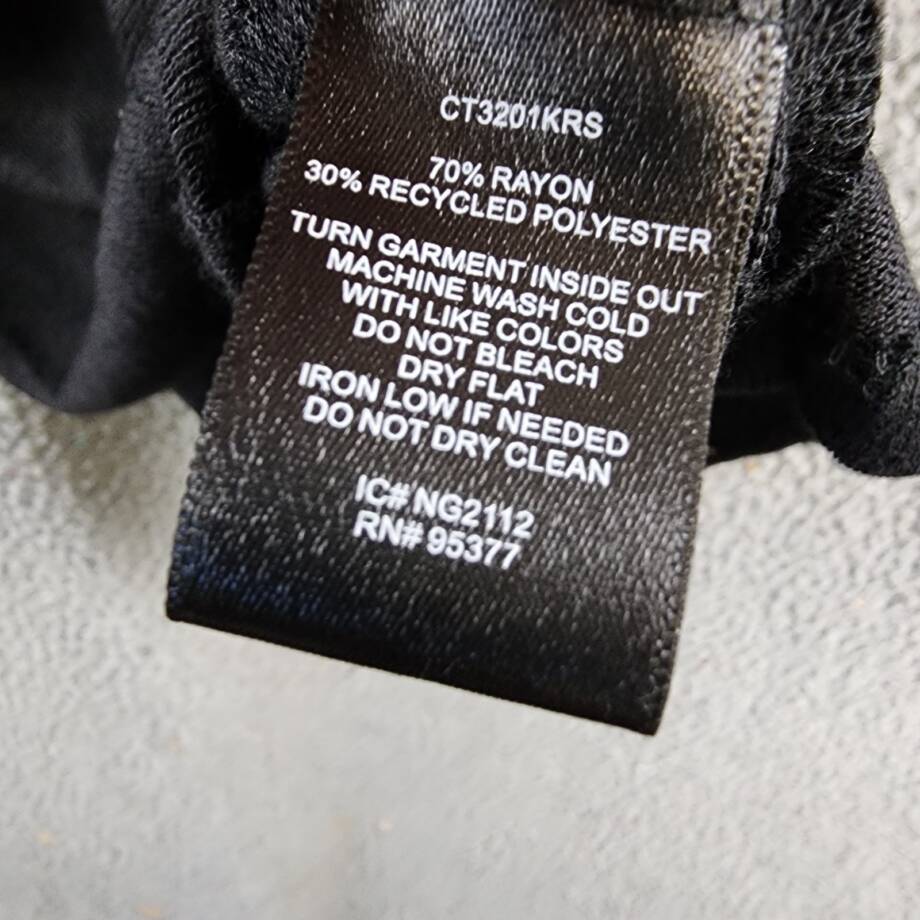 CT3201KRS
70% RAYON
30% RECYCLED POLYESTER
TURN GARMENT INSIDE OUT
MACHINE WASH COLD
WITH LIKE COLORS
DO NOT BLEACH
DRY FLAT
IRON LOW IF NEEDED
DO NOT DRY CLEAN
IC# NG2112
RN# 95377